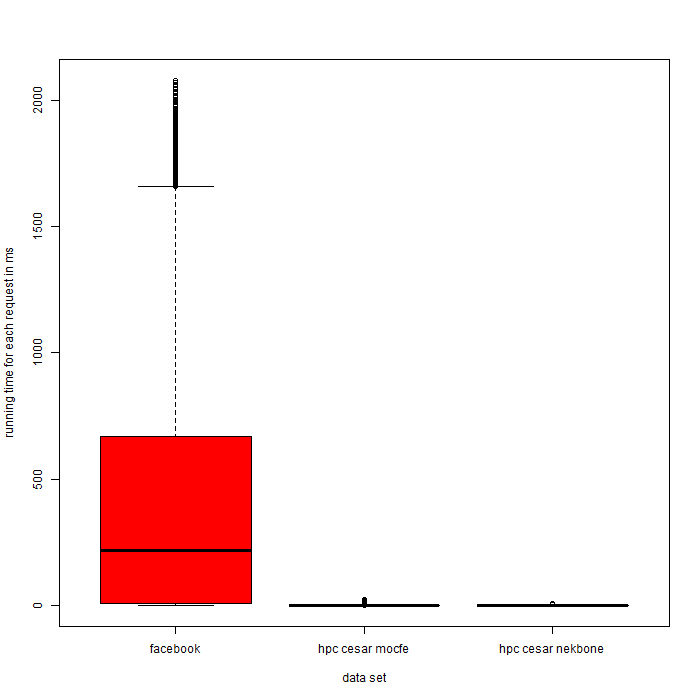 running time for each request in ms
2000
1500
1000
500
0
facebook
hpc cesar mocfe
hpc cesar nekbone
data set